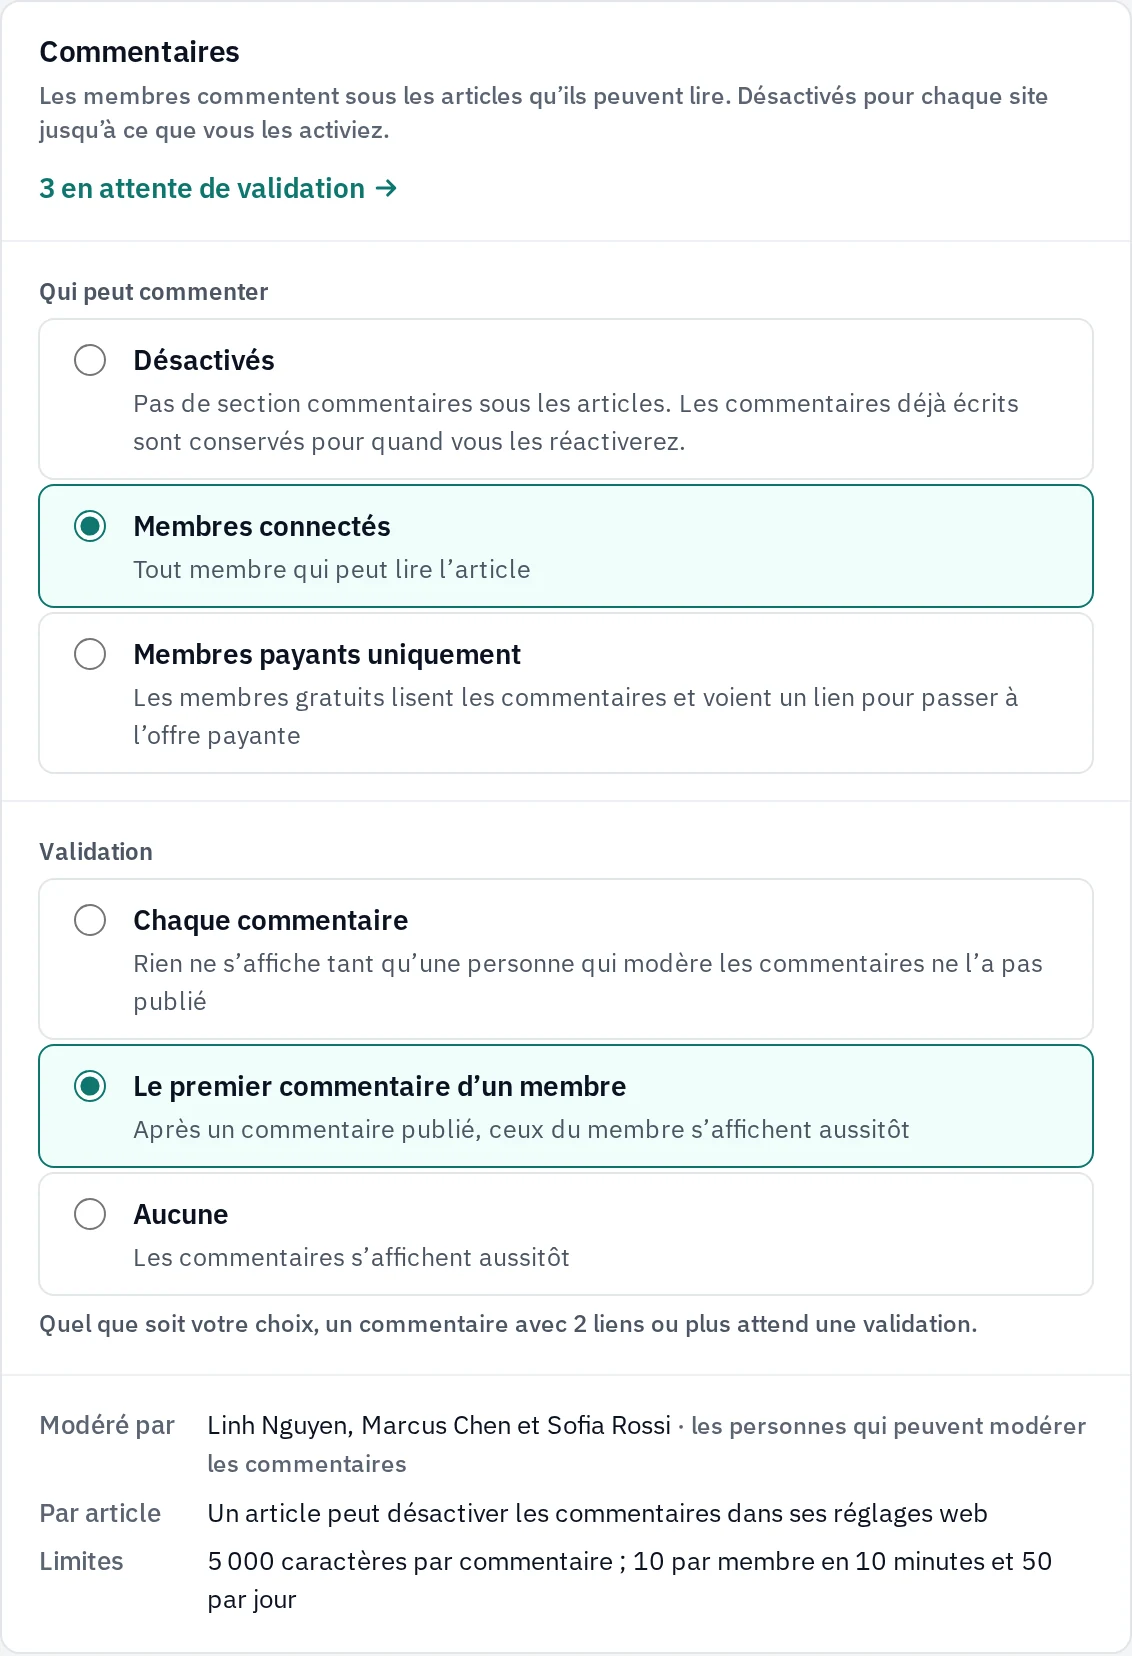 Commentaires
Les membres commentent sous les articles qu’ils peuvent lire. Désactivés pour chaque site
jusqu’à ce que vous les activiez.
3 en attente de validation →
Qui peut commenter
Désactivés
Pas de section commentaires sous les articles. Les commentaires déjà écrits
sont conservés pour quand vous les réactiverez.
Membres connectés
Tout membre qui peut lire l’article
Membres payants uniquement
Les membres gratuits lisent les commentaires et voient un lien pour passer à
l’offre payante
Validation
Chaque commentaire
Rien ne s’affiche tant qu’une personne qui modère les commentaires ne l’a pas
publié
Le premier commentaire d’un membre
Après un commentaire publié, ceux du membre s’affichent aussitôt
Aucune
Les commentaires s’affichent aussitôt
Quel que soit votre choix, un commentaire avec 2 liens ou plus attend une validation.
Modéré par Linh Nguyen, Marcus Chen et Sofia Rossi · les personnes qui peuvent modérer
les commentaires
Par article Un article peut désactiver les commentaires dans ses réglages web
Limites 5 000 caractères par commentaire ; 10 par membre en 10 minutes et 50
par jour